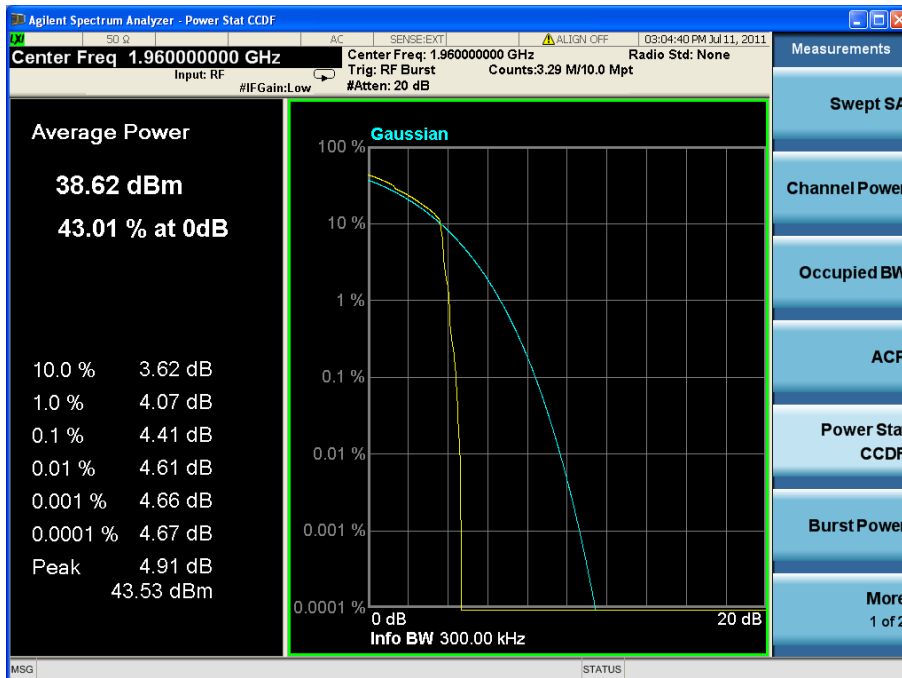 Agilent Spectrum Analyzer - Power Stat CCDF
LXI 50 Ω AC SENSE:EXT ALIGN OFF 03:04:40 PM Jul 11, 2011
Center Freq 1.960000000 GHz
Input: RF
#IFGain:Low
Center Freq: 1.960000000 GHz Radio Std: None
Trig: RF Burst Counts:3.29 M/10.0 Mpt
#Atten: 20 dB
Average Power
38.62 dBm
43.01 % at 0dB
10.0 % 3.62 dB
1.0 % 4.07 dB
0.1 % 4.41 dB
0.01 % 4.61 dB
0.001 % 4.66 dB
0.0001 % 4.67 dB
Peak 4.91 dB
43.53 dBm
Gaussian
100 %
10 %
1 %
0.1 %
0.01 %
0.001 %
0.0001 %
0 dB 20 dB
Info BW 300.00 kHz
Measurements
Swept SA
Channel Power
Occupied BW
ACP
Power Sta
CCDF
Burst Power
More
1 of 2
MSG STATUS